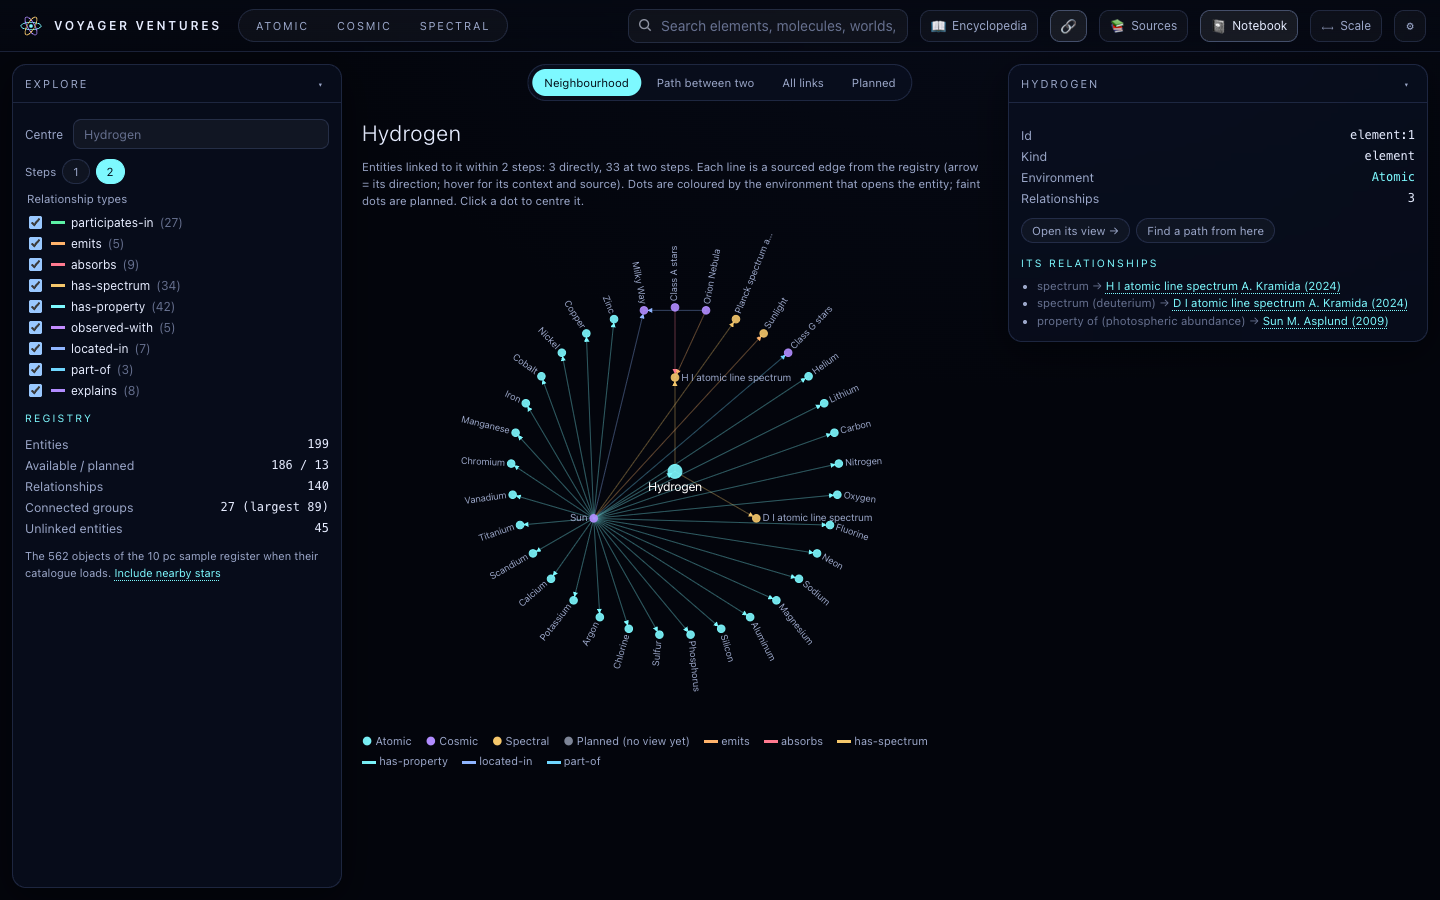 VOYAGER VENTURES
ATOMIC COSMIC SPECTRAL
Search elements, molecules, worlds,
Encyclopedia
Sources
Notebook
Scale
EXPLORE
Centre Hydrogen
Steps 1 2
Relationship types
participates-in (27)
emits (5)
absorbs (9)
has-spectrum (34)
has-property (42)
observed-with (5)
located-in (7)
part-of (3)
explains (8)
REGISTRY
Entities 199
Available / planned 186 / 13
Relationships 140
Connected groups 27 (largest 89)
Unlinked entities 45
The 562 objects of the 10 pc sample register when their
catalogue loads. Include nearby stars
Neighbourhood Path between two All links Planned
Hydrogen
Entities linked to it within 2 steps: 3 directly, 33 at two steps. Each line is a sourced edge from the registry (arrow
= its direction; hover for its context and source). Dots are coloured by the environment that opens the entity; faint
dots are planned. Click a dot to centre it.
Milky Way
Class A stars
Orion Nebula
Planck spectrum a...
Sunlight
Class G stars
Helium
Lithium
Carbon
Nitrogen
Oxygen
Fluorine
Neon
Sodium
Magnesium
Aluminum
Silicon
Phosphorus
Sulfur
Chlorine
Argon
Potassium
Calcium
Scandium
Titanium
Vanadium
Chromium
Manganese
Iron
Cobalt
Nickel
Copper
Zinc
H I atomic line spectrum
Hydrogen
Sun
D I atomic line spectrum
Atomic Cosmic Spectral Planned (no view yet) emits absorbs has-spectrum
has-property located-in part-of
HYDROGEN
Id element:1
Kind element
Environment Atomic
Relationships 3
Open its view → Find a path from here
ITS RELATIONSHIPS
spectrum → H I atomic line spectrum A. Kramida (2024)
spectrum (deuterium) → D I atomic line spectrum A. Kramida (2024)
property of (photospheric abundance) → Sun M. Asplund (2009)